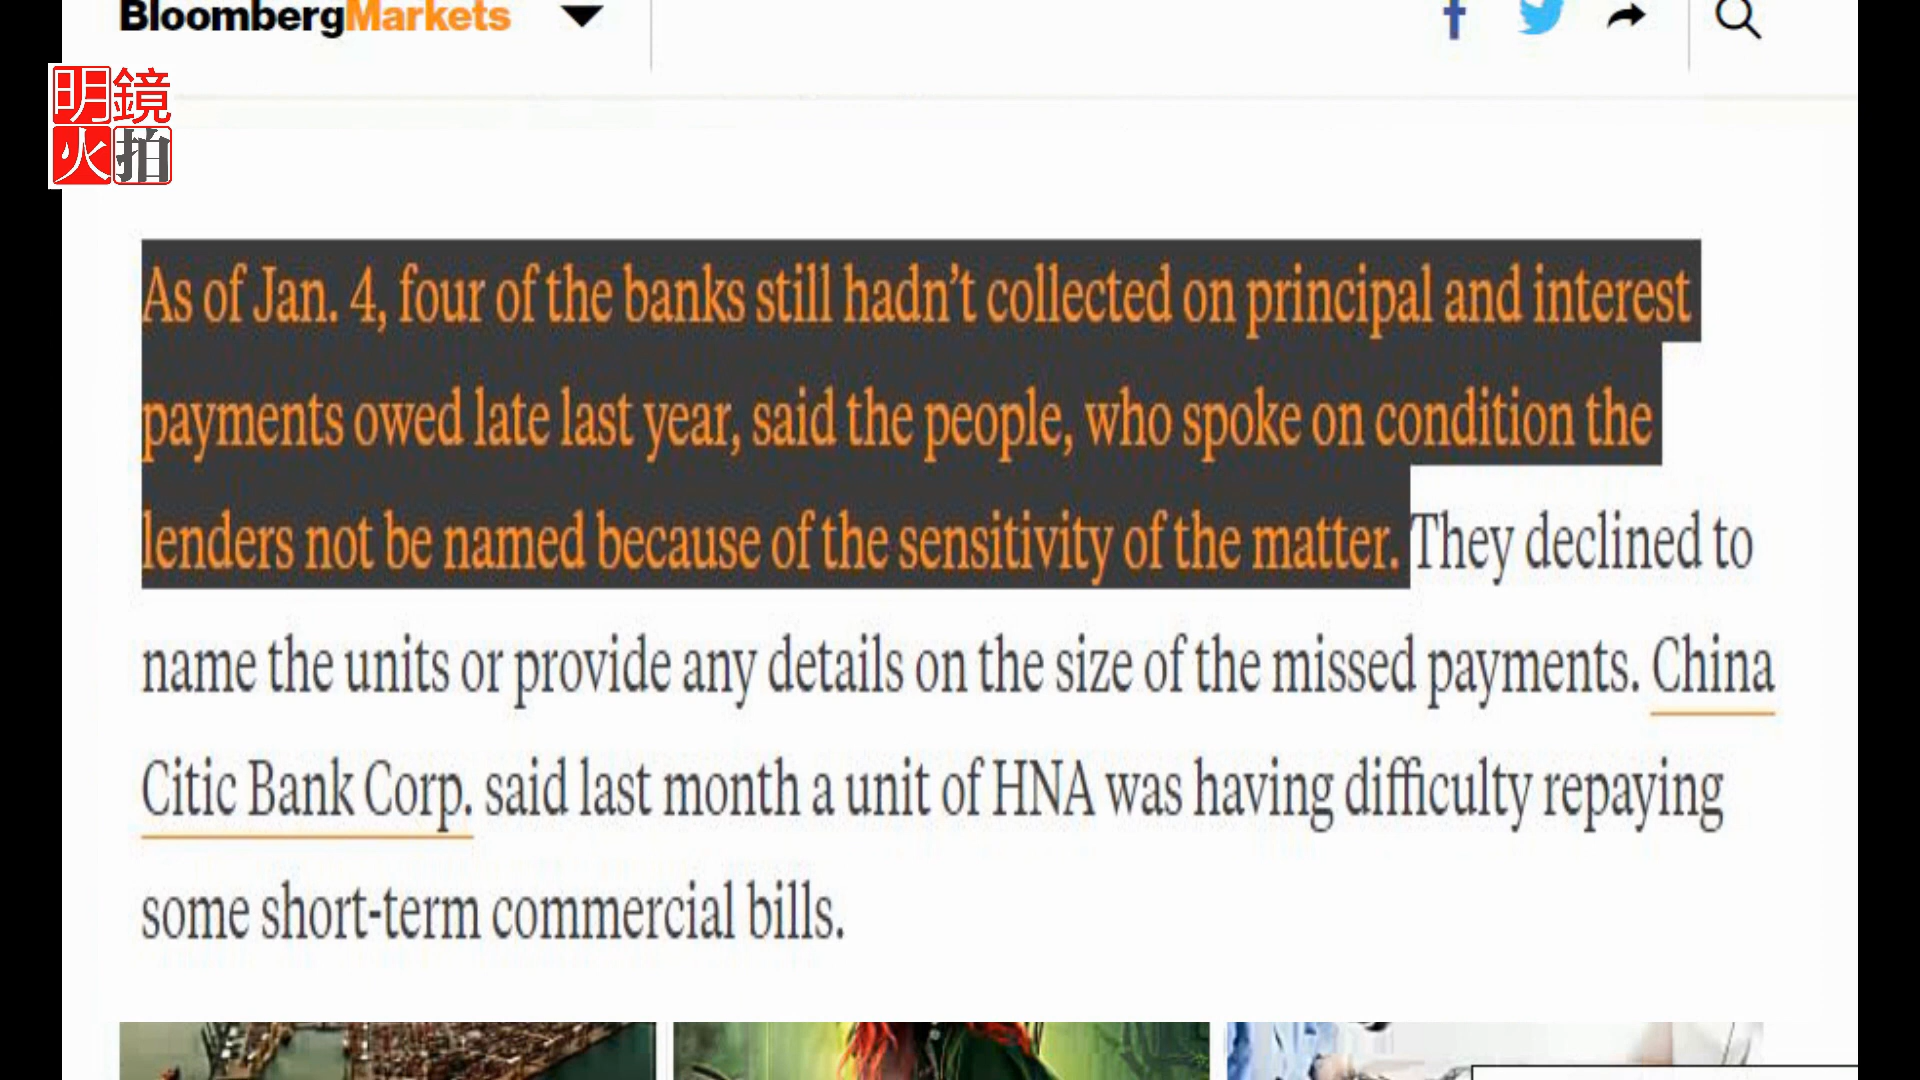 BloombergMarkets
明鏡
火拍
As of Jan. 4, four of the banks still hadn’t collected on principal and interest
payments owed late last year, said the people, who spoke on condition the
lenders not be named because of the sensitivity of the matter. They declined to
name the units or provide any details on the size of the missed payments. China
Citic Bank Corp. said last month a unit of HNA was having difficulty repaying
some short-term commercial bills.